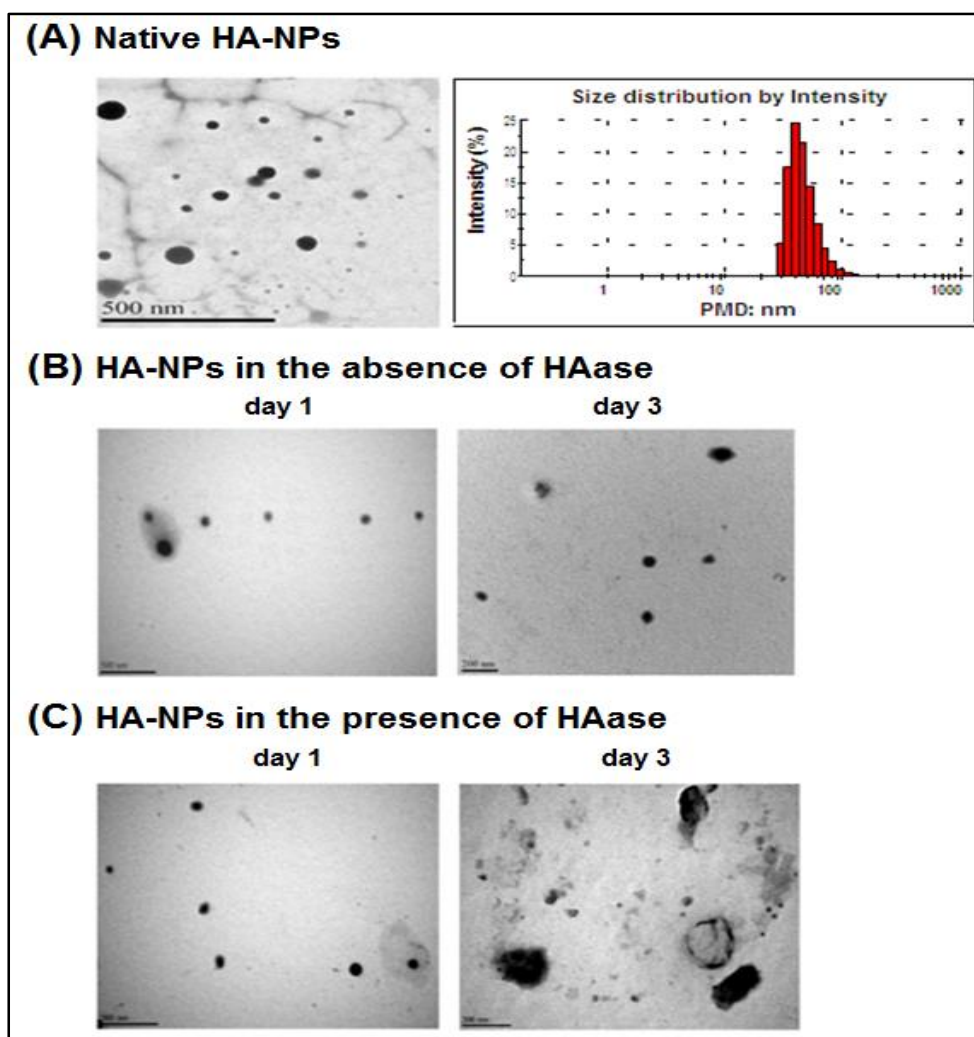 (A) Native HA-NPs
500 nm
Size distribution by Intensity
Intensity (%)
25
20
15
10
5
0
1 10 100 1000
PMD: nm
(B) HA-NPs in the absence of HAase
day 1 day 3
200 nm
(C) HA-NPs in the presence of HAase
day 1 day 3